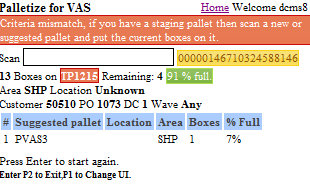 Palletize for VAS Home Welcome dcms8
Criteria mismatch, if you have a staging pallet then scan a new or
suggested pallet and put the current boxes on it.
Scan 00000146710324588146
13 Boxes on TP1215 Remaining: 4 91 % full.
Area SHP Location Unknown
Customer 50510 PO 1073 DC 1 Wave Any
# Suggested pallet Location Area Boxes % Full
1 PVAS3 SHP 1 7%
Press Enter to start again.
Enter P2 to Exit,P1 to Change UI.